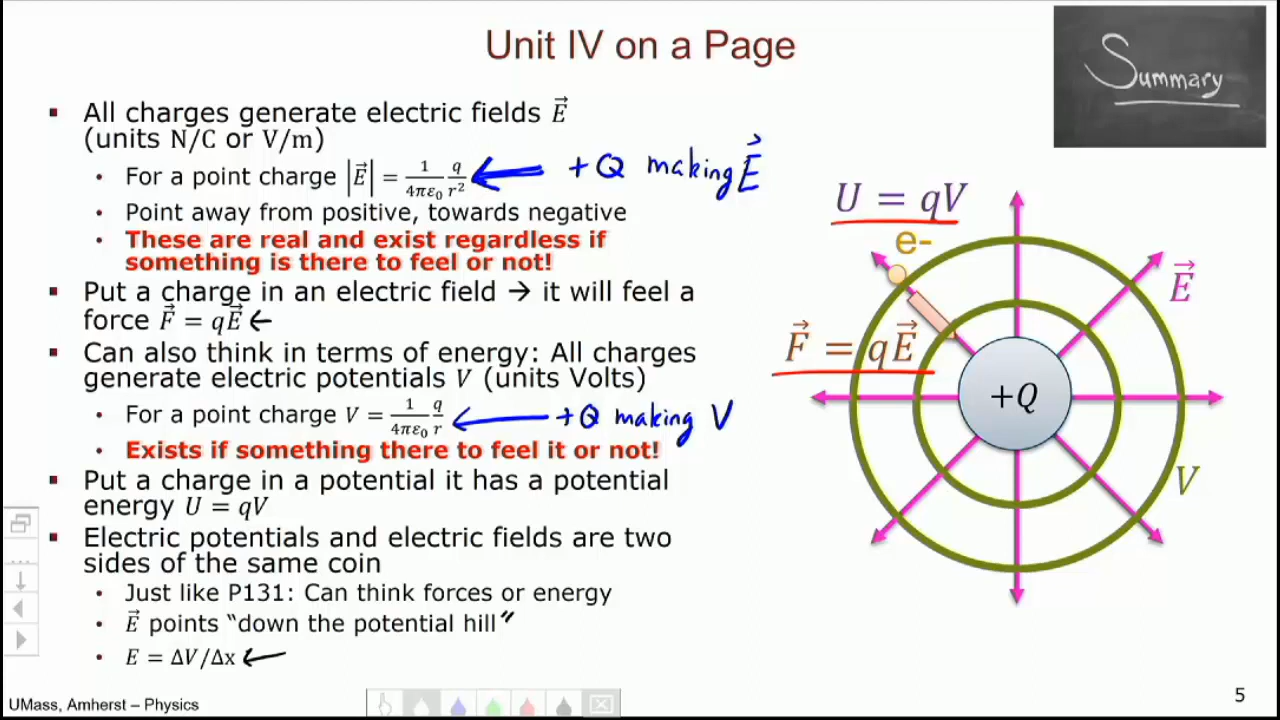 Unit IV on a Page
Summary
▪ All charges generate electric fields E⃗
(units N/C or V/m)
• For a point charge |E⃗| = 1/4πε₀ q/r² ← +Q making E⃗
• Point away from positive, towards negative
• These are real and exist regardless if
something is there to feel or not!
▪ Put a charge in an electric field → it will feel a
force F⃗ = qE⃗ ←
▪ Can also think in terms of energy: All charges
generate electric potentials V (units Volts)
• For a point charge V = 1/4πε₀ q/r ← +Q making V
• Exists if something there to feel it or not!
▪ Put a charge in a potential it has a potential
energy U = qV
▪ Electric potentials and electric fields are two
sides of the same coin
• Just like P131: Can think forces or energy
• E⃗ points “down the potential hill”
• E = ΔV/Δx ←
U = qV
e-
E⃗
F⃗ = qE⃗
+Q
V
UMass, Amherst – Physics
5